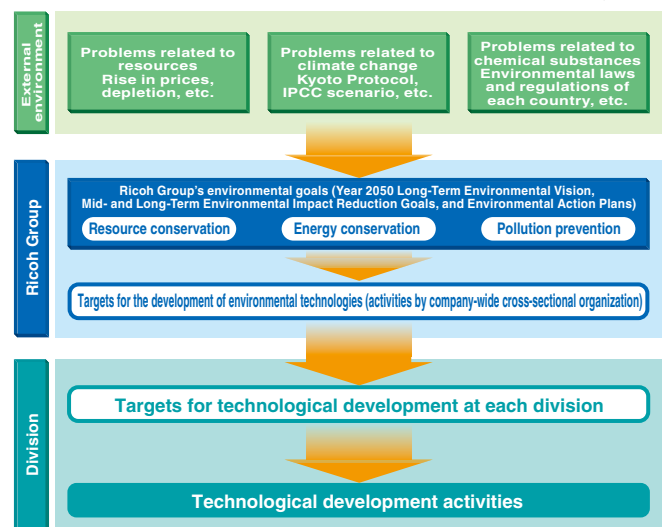 External
environment
Problems related to
resources
Rise in prices,
depletion, etc.
Problems related to
climate change
Kyoto Protocol,
IPCC scenario, etc.
Problems related to
chemical substances
Environmental laws
and regulations of
each country, etc.
Ricoh Group
Ricoh Group's environmental goals (Year 2050 Long-Term Environmental Vision,
Mid- and Long-Term Environmental Impact Reduction Goals, and Environmental Action Plans)
Resource conservation
Energy conservation
Pollution prevention
Targets for the development of environmental technologies (activities by company-wide cross-sectional organization)
Division
Targets for technological development at each division
Technological development activities